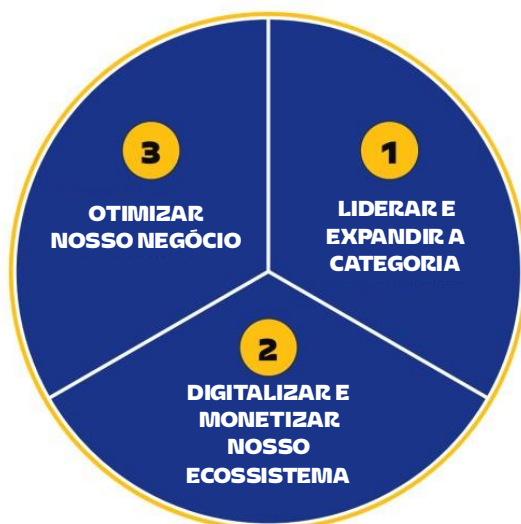 1
LIDERAR E
EXPANDIR A
CATEGORIA
2
DIGITALIZAR E
MONETIZAR
NOSSO
ECOSSISTEMA
3
OTIMIZAR
NOSSO NEGÓCIO